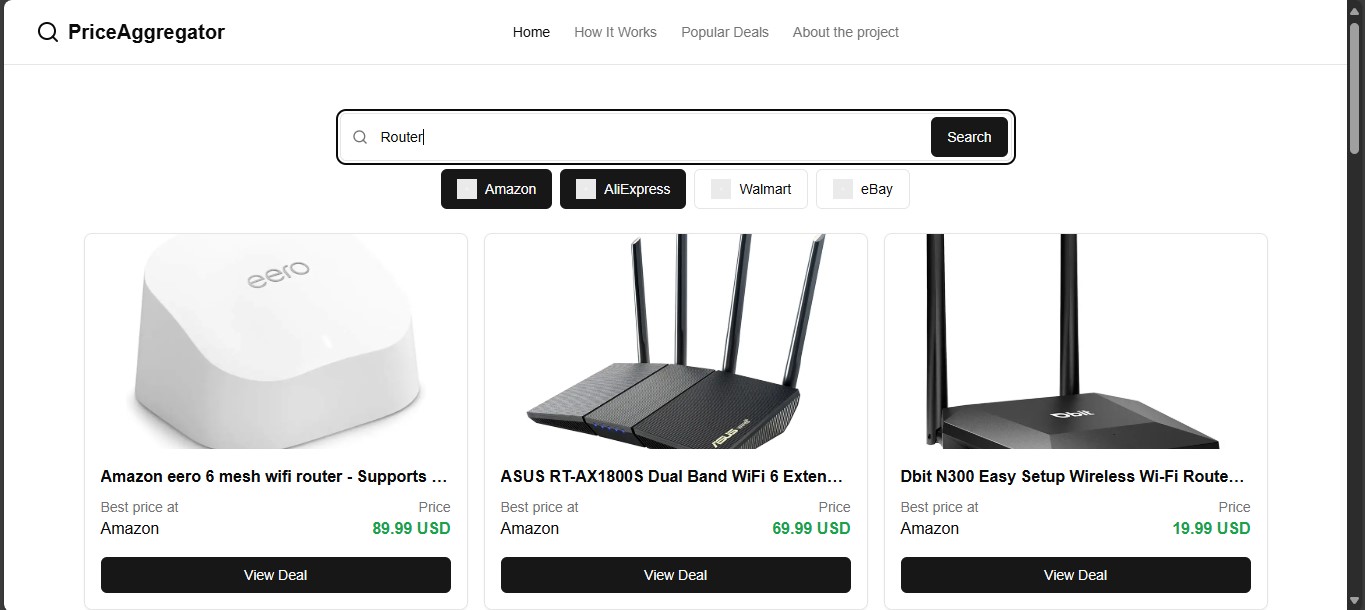 PriceAggregator
Home How It Works Popular Deals About the project
Router
Search
Amazon AliExpress Walmart eBay
eero
ASUS
Dbit
Amazon eero 6 mesh wifi router - Supports ...
ASUS RT-AX1800S Dual Band WiFi 6 Exten...
Dbit N300 Easy Setup Wireless Wi-Fi Route...
Best price at Price
Amazon 89.99 USD
Best price at Price
Amazon 69.99 USD
Best price at Price
Amazon 19.99 USD
View Deal
View Deal
View Deal